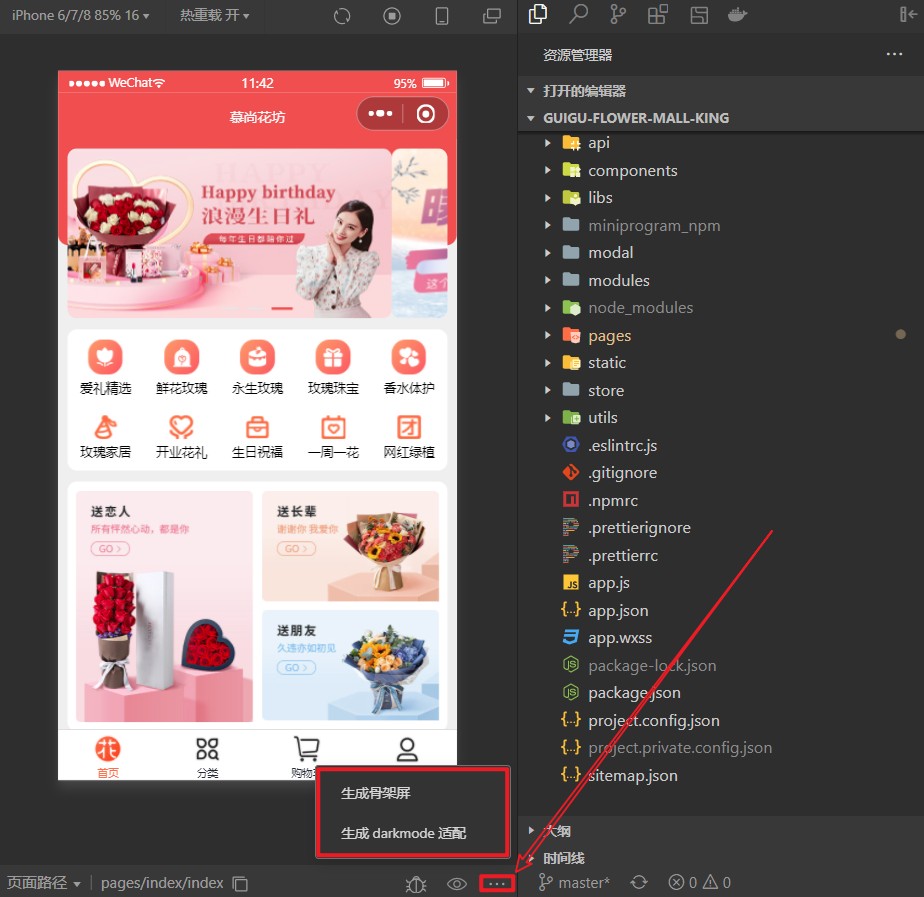 iPhone 6/7/8 85% 16
热重载 开
WeChat
11:42
95%
慕尚花坊
Happy birthday
浪漫生日礼
每年生日都陪你过
爱礼精选
鲜花玫瑰
永生玫瑰
玫瑰珠宝
香水体护
玫瑰家居
开业花礼
生日祝福
一周一花
网红绿植
送恋人
所有怦然心动，都是你
GO >
送长辈
谢谢你 我爱你
GO >
送朋友
久违亦如初见
GO >
首页
分类
购物
生成骨架屏
生成 darkmode 适配
页面路径
pages/index/index
资源管理器
打开的编辑器
GUIGU-FLOWER-MALL-KING
api
components
libs
miniprogram_npm
modal
modules
node_modules
pages
static
store
utils
.eslintrc.js
.gitignore
.npmrc
.prettierignore
.prettierrc
app.js
app.json
app.wxss
package-lock.json
package.json
project.config.json
project.private.config.json
sitemap.json
大纲
时间线
master*
0
0